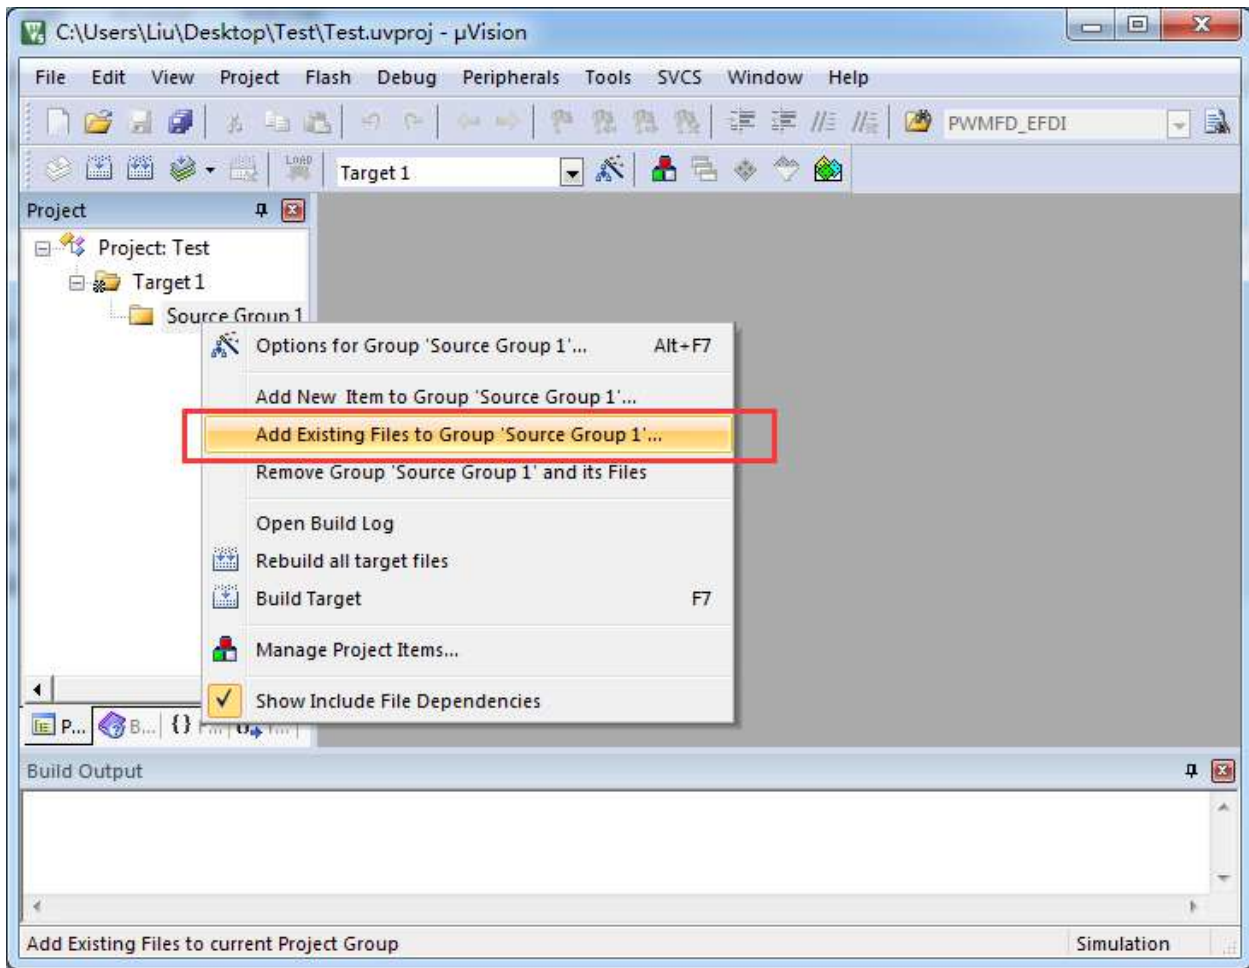 C:\Users\Liu\Desktop\Test\Test.uvproj - µVision
File Edit View Project Flash Debug Peripherals Tools SVCS Window Help
PWMFD_EFDI
LOAD Target 1
Project
Project: Test
Target 1
Source Group 1
Options for Group 'Source Group 1'... Alt+F7
Add New Item to Group 'Source Group 1'...
Add Existing Files to Group 'Source Group 1'...
Remove Group 'Source Group 1' and its Files
Open Build Log
Rebuild all target files
Build Target F7
Manage Project Items...
Show Include File Dependencies
P... B... {}
Build Output
Add Existing Files to current Project Group Simulation